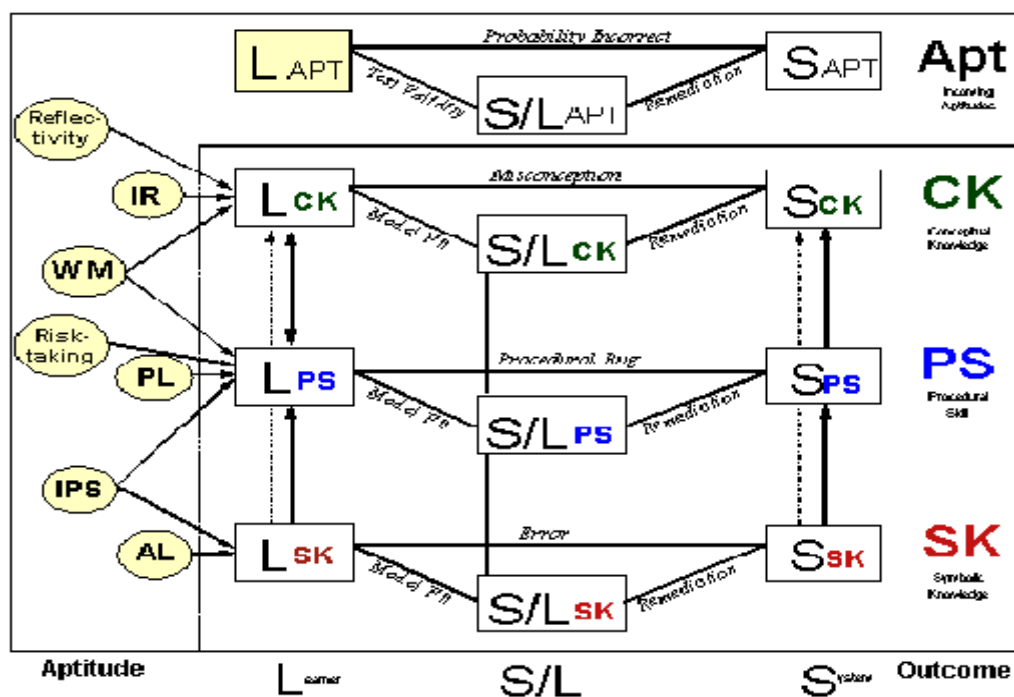 Probability Incorrect
L APT
S APT
Apt
Incoming
Aptitudes
Test Validity
S/L APT
Remediation
Reflec-
tivity
IR
WM
Risk-
taking
PL
IPS
AL
L CK
Misconception
S CK
CK
Conceptual
Knowledge
Model Fit
S/L CK
Remediation
L PS
Procedural Bug
S PS
PS
Procedural
Skill
Model Fit
S/L PS
Remediation
L SK
Error
S SK
SK
Symbolic
Knowledge
Model Fit
S/L SK
Remediation
Aptitude
Learner
S/L
System
Outcome